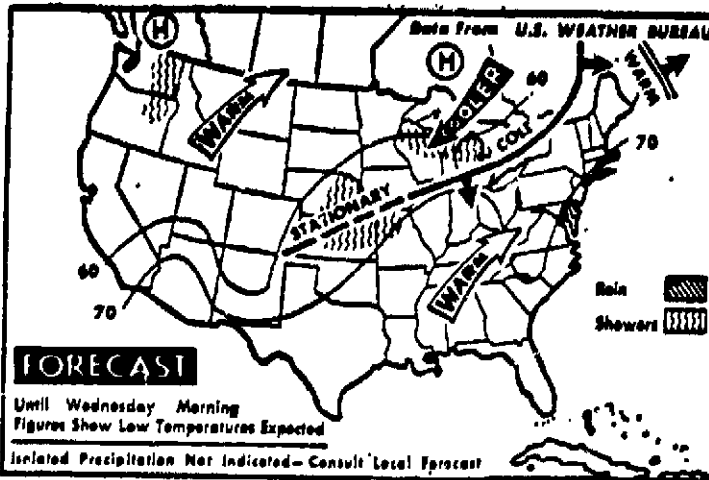 Data From U.S. WEATHER BUREAU
H
H
WARM
COOLER
60
WARM
COLD
70
STATIONARY
WARM
60
70
Rain
Showers
FORECAST
Until Wednesday Morning
Figures Show Low Temperatures Expected
Isolated Precipitation Not Indicated— Consult Local Forecast